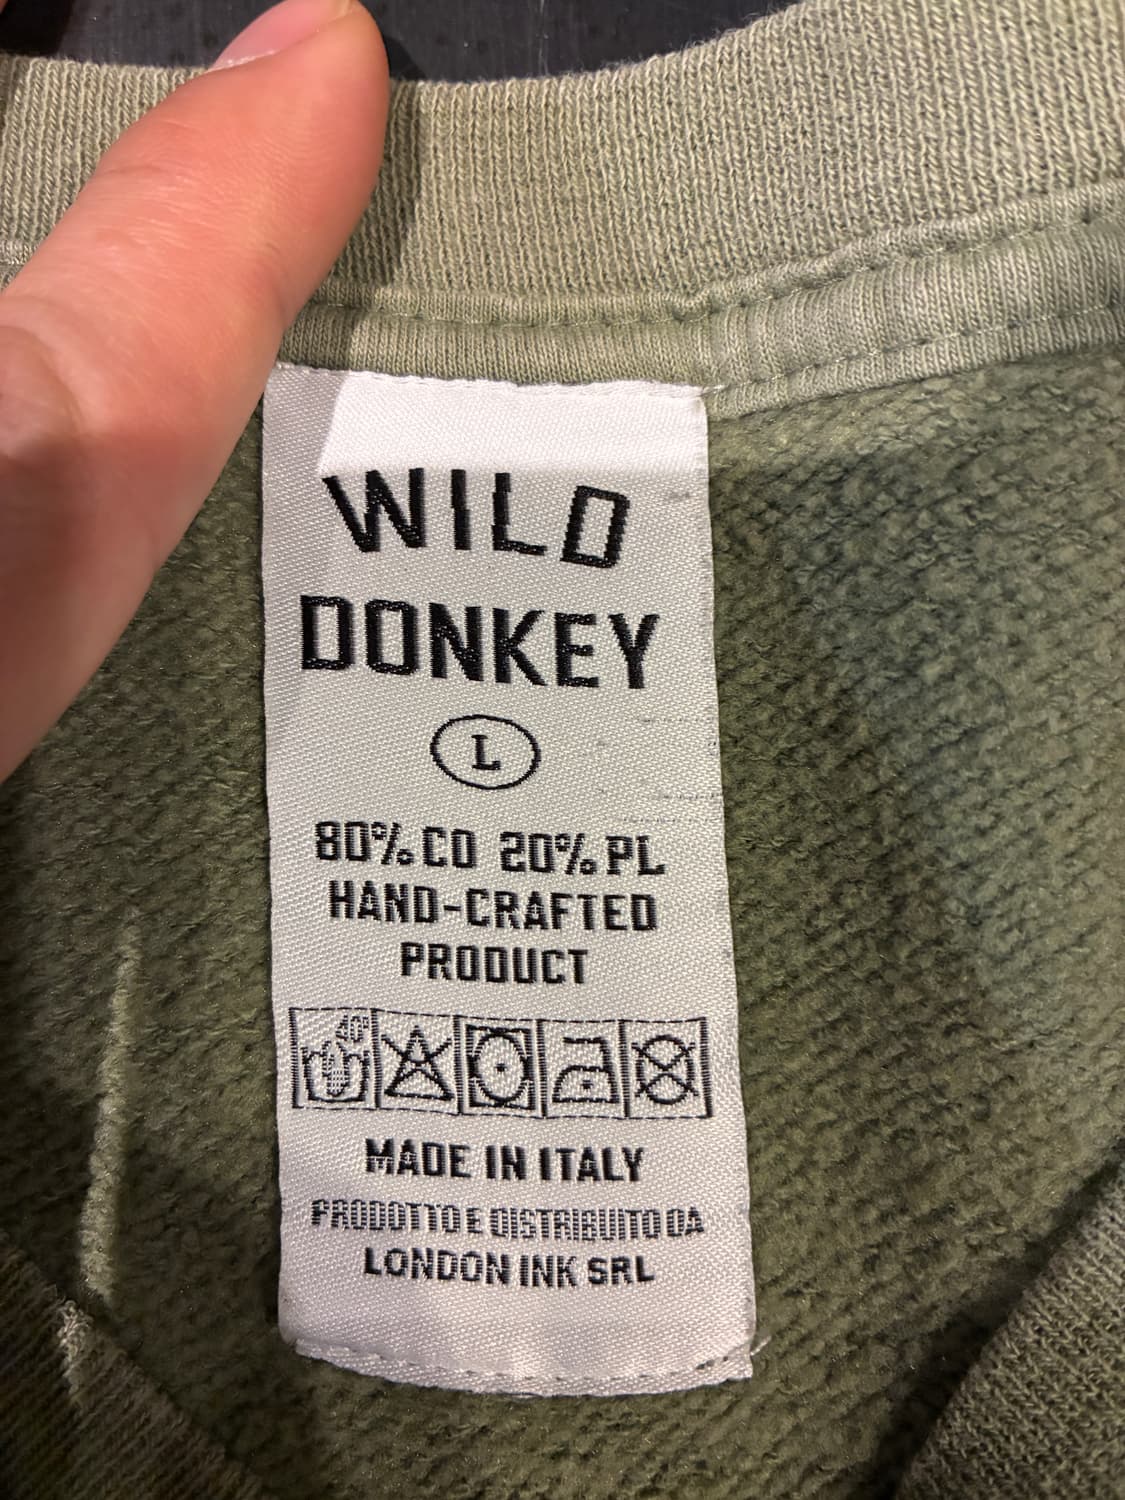 WILD
DONKEY
L
80% CO 20% PL
HAND-CRAFTED
PRODUCT
40°
MADE IN ITALY
PRODOTTO E DISTRIBUITO DA
LONDON INK SRL